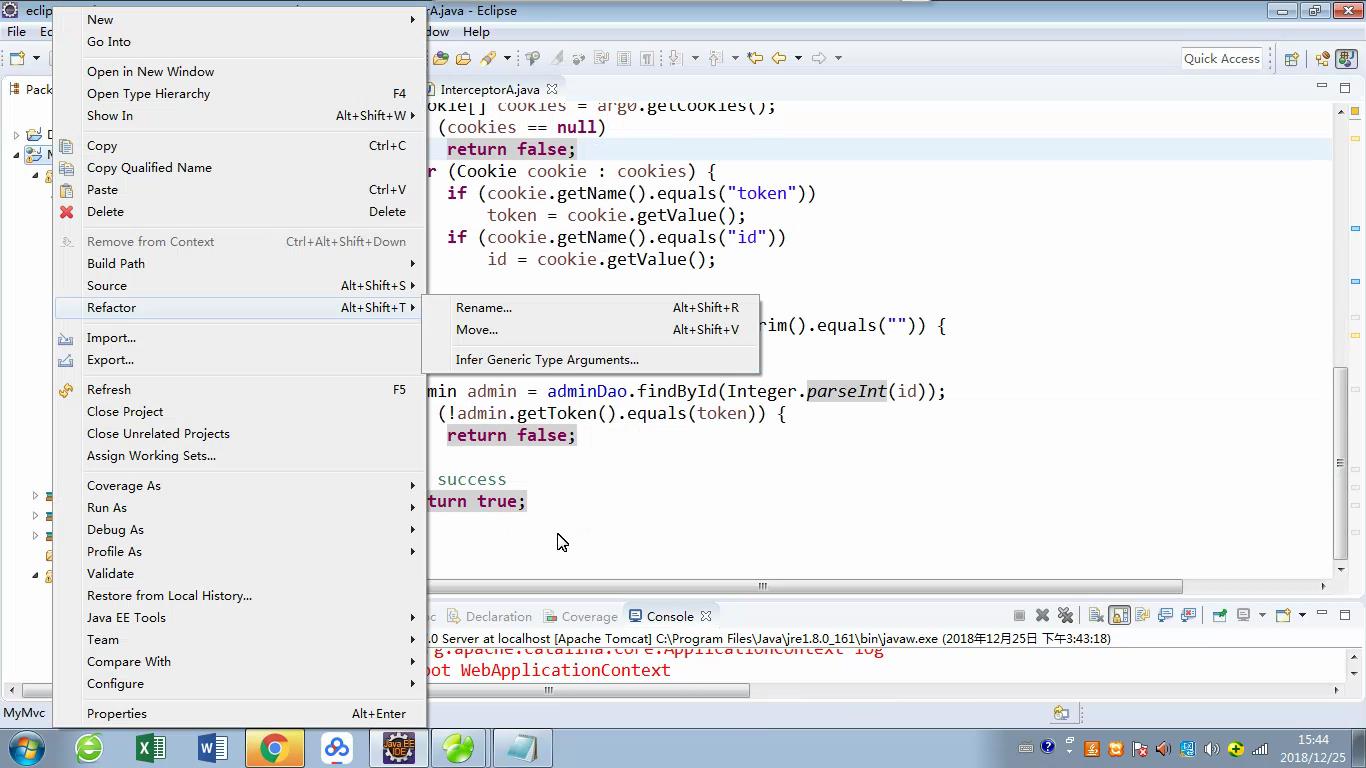 eclip
A.java - Eclipse
File
dow Help
Quick Access
Pack
InterceptorA.java
cookies = arg0.getCookies();
(cookies == null)
return false;
r (Cookie cookie : cookies) {
if (cookie.getName().equals("token"))
token = cookie.getValue();
if (cookie.getName().equals("id"))
id = cookie.getValue();
rim().equals("")) {
min admin = adminDao.findById(Integer.parseInt(id));
(!admin.getToken().equals(token)) {
return false;
success
turn true;
New
Go Into
Open in New Window
Open Type Hierarchy F4
Show In Alt+Shift+W
Copy Ctrl+C
Copy Qualified Name
Paste Ctrl+V
Delete Delete
Remove from Context Ctrl+Alt+Shift+Down
Build Path
Source Alt+Shift+S
Refactor Alt+Shift+T
Import...
Export...
Refresh F5
Close Project
Close Unrelated Projects
Assign Working Sets...
Coverage As
Run As
Debug As
Profile As
Validate
Restore from Local History...
Java EE Tools
Team
Compare With
Configure
Properties Alt+Enter
Rename... Alt+Shift+R
Move... Alt+Shift+V
Infer Generic Type Arguments...
Declaration Coverage Console
.0 Server at localhost [Apache Tomcat] C:\Program Files\Java\jre1.8.0_161\bin\javaw.exe (2018年12月25日 下午3:43:18)
g.apache.catalina.core.ApplicationContext log
oot WebApplicationContext
MyMvc
Java EE
IDE
15:44
2018/12/25